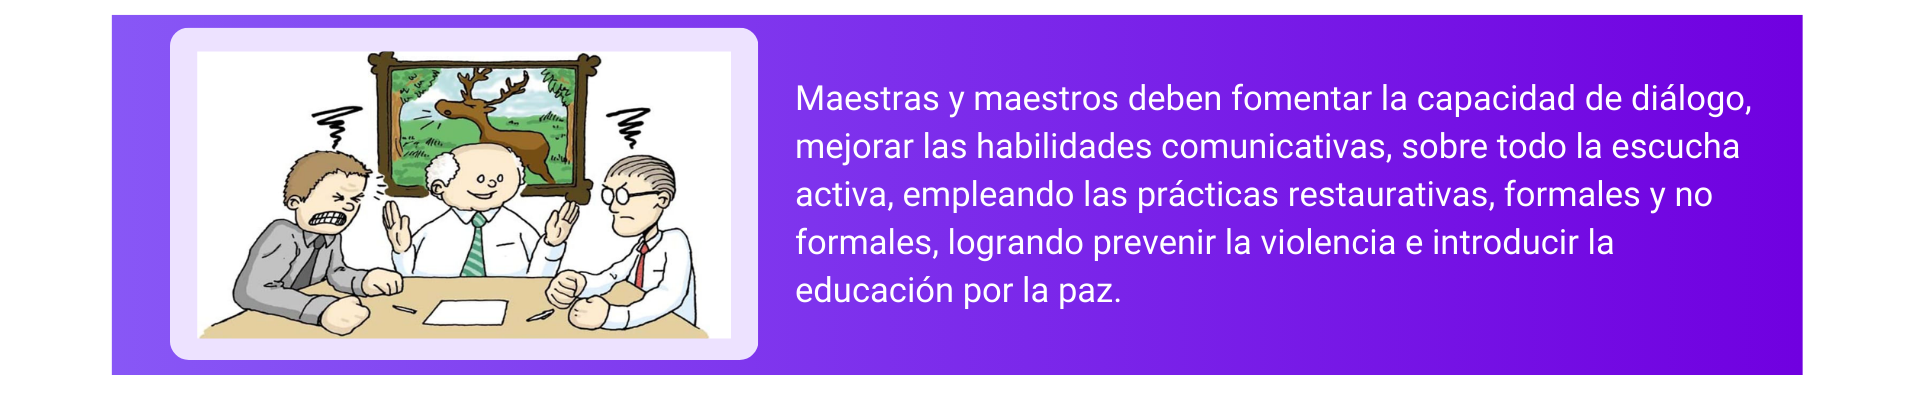 Maestras y maestros deben fomentar la capacidad de diálogo,
mejorar las habilidades comunicativas, sobre todo la escucha
activa, empleando las prácticas restaurativas, formales y no
formales, logrando prevenir la violencia e introducir la
educación por la paz.